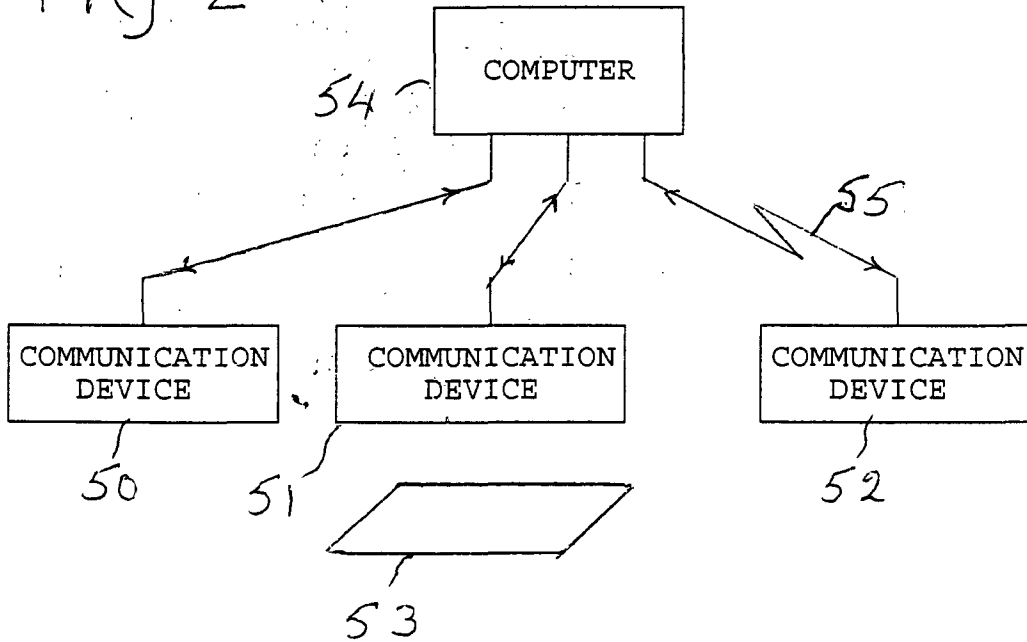 Fig 2
COMPUTER
54
55
COMMUNICATION
DEVICE
COMMUNICATION
DEVICE
COMMUNICATION
DEVICE
50
51
52
53